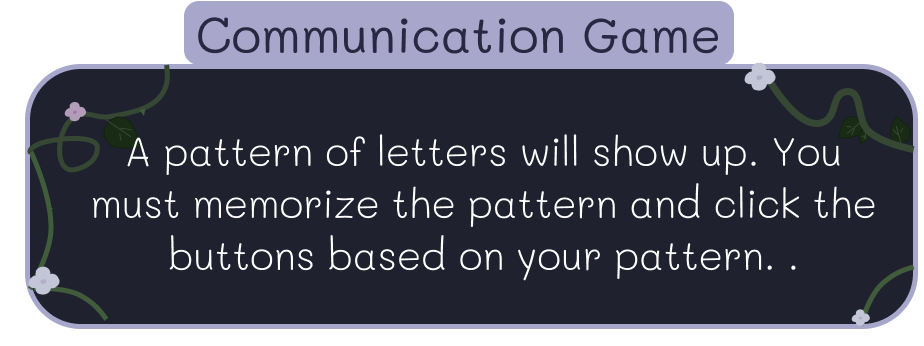 Communication Game
A pattern of letters will show up. You
must memorize the pattern and click the
buttons based on your pattern. .